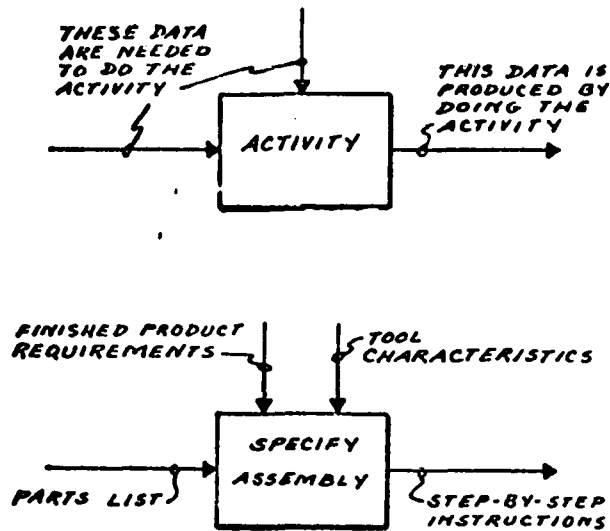 THESE DATA
ARE NEEDED
TO DO THE
ACTIVITY
THIS DATA IS
PRODUCED BY
DOING THE
ACTIVITY
ACTIVITY
FINISHED PRODUCT
REQUIREMENTS
TOOL
CHARACTERISTICS
SPECIFY
ASSEMBLY
PARTS LIST
STEP-BY-STEP
INSTRUCTIONS